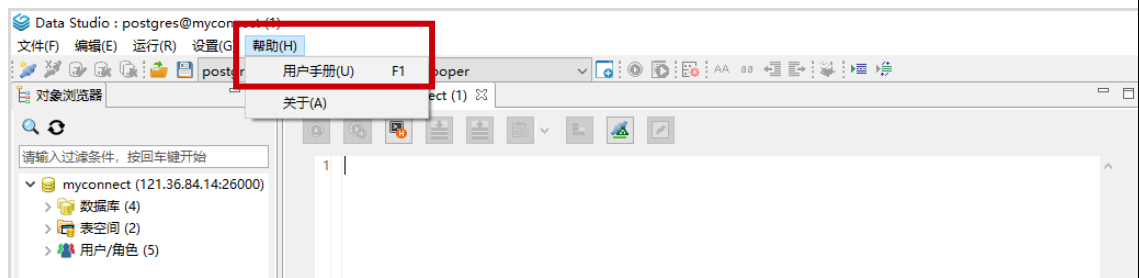 Data Studio : postgres@myconnect (1)
文件(F) 编辑(E) 运行(R) 设置(G 帮助(H)
postgr ooper AA aa
用户手册(U) F1
关于(A)
对象浏览器 ect (1)
请输入过滤条件，按回车键开始
1
myconnect (121.36.84.14:26000)
数据库 (4)
表空间 (2)
用户/角色 (5)